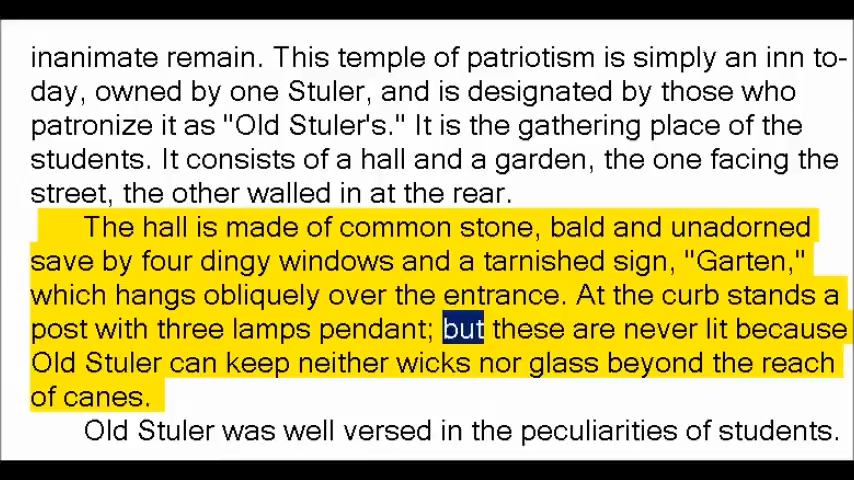 inanimate remain. This temple of patriotism is simply an inn to-
day, owned by one Stuler, and is designated by those who
patronize it as "Old Stuler's." It is the gathering place of the
students. It consists of a hall and a garden, the one facing the
street, the other walled in at the rear.
The hall is made of common stone, bald and unadorned
save by four dingy windows and a tarnished sign, "Garten,"
which hangs obliquely over the entrance. At the curb stands a
post with three lamps pendant; but these are never lit because
Old Stuler can keep neither wicks nor glass beyond the reach
of canes.
Old Stuler was well versed in the peculiarities of students.